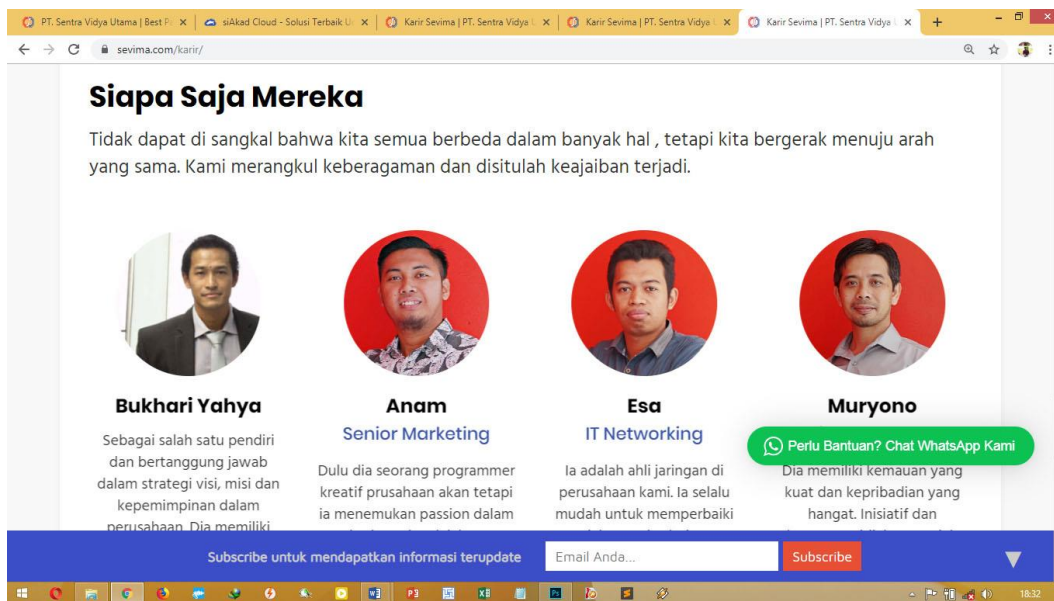 PT. Sentra Vidya Utama | Best P
siAkad Cloud - Solusi Terbaik U
Karir Sevima | PT. Sentra Vidya U
Karir Sevima | PT. Sentra Vidya U
Karir Sevima | PT. Sentra Vidya U
sevima.com/karir/
Siapa Saja Mereka
Tidak dapat di sangkal bahwa kita semua berbeda dalam banyak hal , tetapi kita bergerak menuju arah
yang sama. Kami merangkul keberagaman dan disitulah keajaiban terjadi.
Bukhari Yahya
Sebagai salah satu pendiri
dan bertanggung jawab
dalam strategi visi, misi dan
kepemimpinan dalam
perusahaan. Dia memiliki
Anam
Senior Marketing
Dulu dia seorang programmer
kreatif prusahaan akan tetapi
ia menemukan passion dalam
Esa
IT Networking
Ia adalah ahli jaringan di
perusahaan kami. Ia selalu
mudah untuk memperbaiki
Muryono
Dia memiliki kemauan yang
kuat dan kepribadian yang
hangat. Inisiatif dan
Perlu Bantuan? Chat WhatsApp Kami
Subscribe untuk mendapatkan informasi terupdate
Email Anda...
Subscribe
18:32